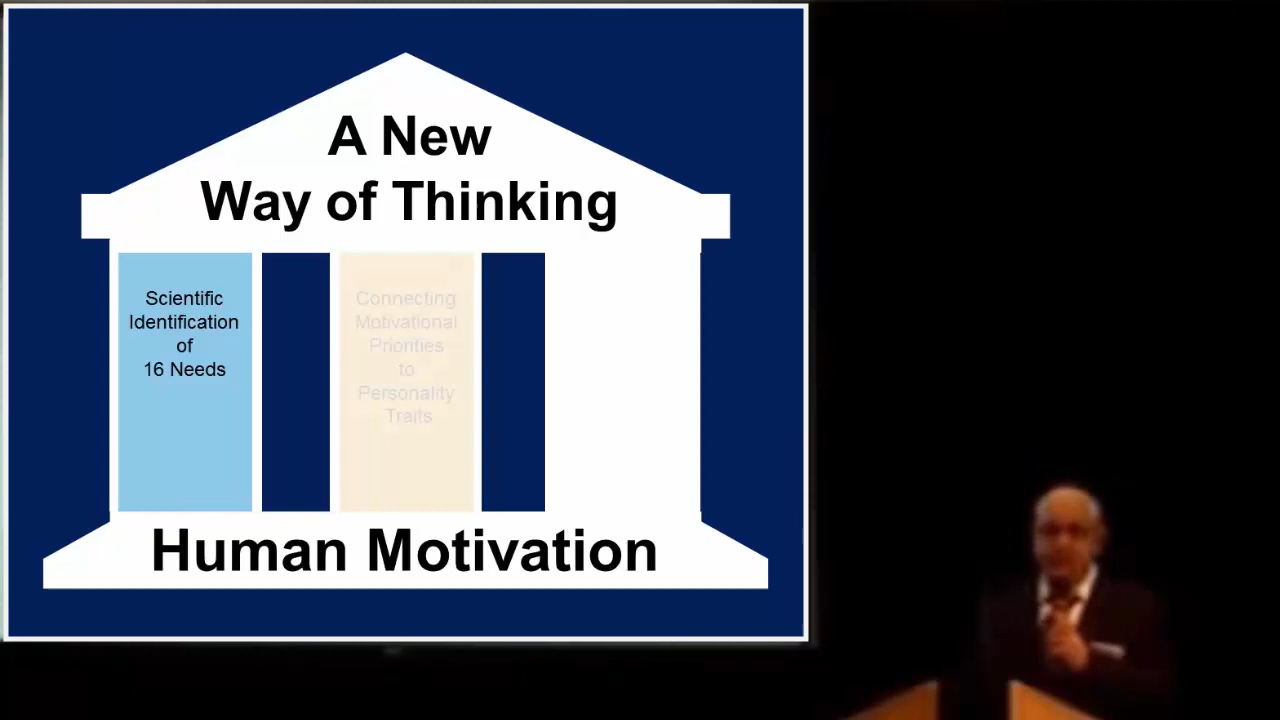 A New
Way of Thinking
Scientific
Identification
of
16 Needs
Connecting
Motivational
Priorities
to
Personality
Traits
Human Motivation